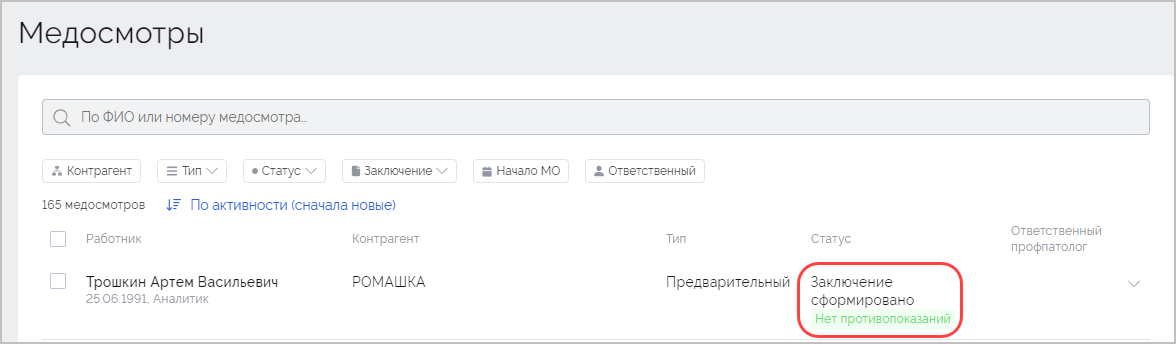 Медосмотры
По ФИО или номеру медосмотра...
Контрагент Тип Статус Заключение Начало МО Ответственный
165 медосмотров По активности (сначала новые)
Работник Контрагент Тип Статус Ответственный
профпатолог
Трошкин Артем Васильевич РОМАШКА Предварительный Заключение
сформировано
25.06.1991, Аналитик
Нет противопоказаний